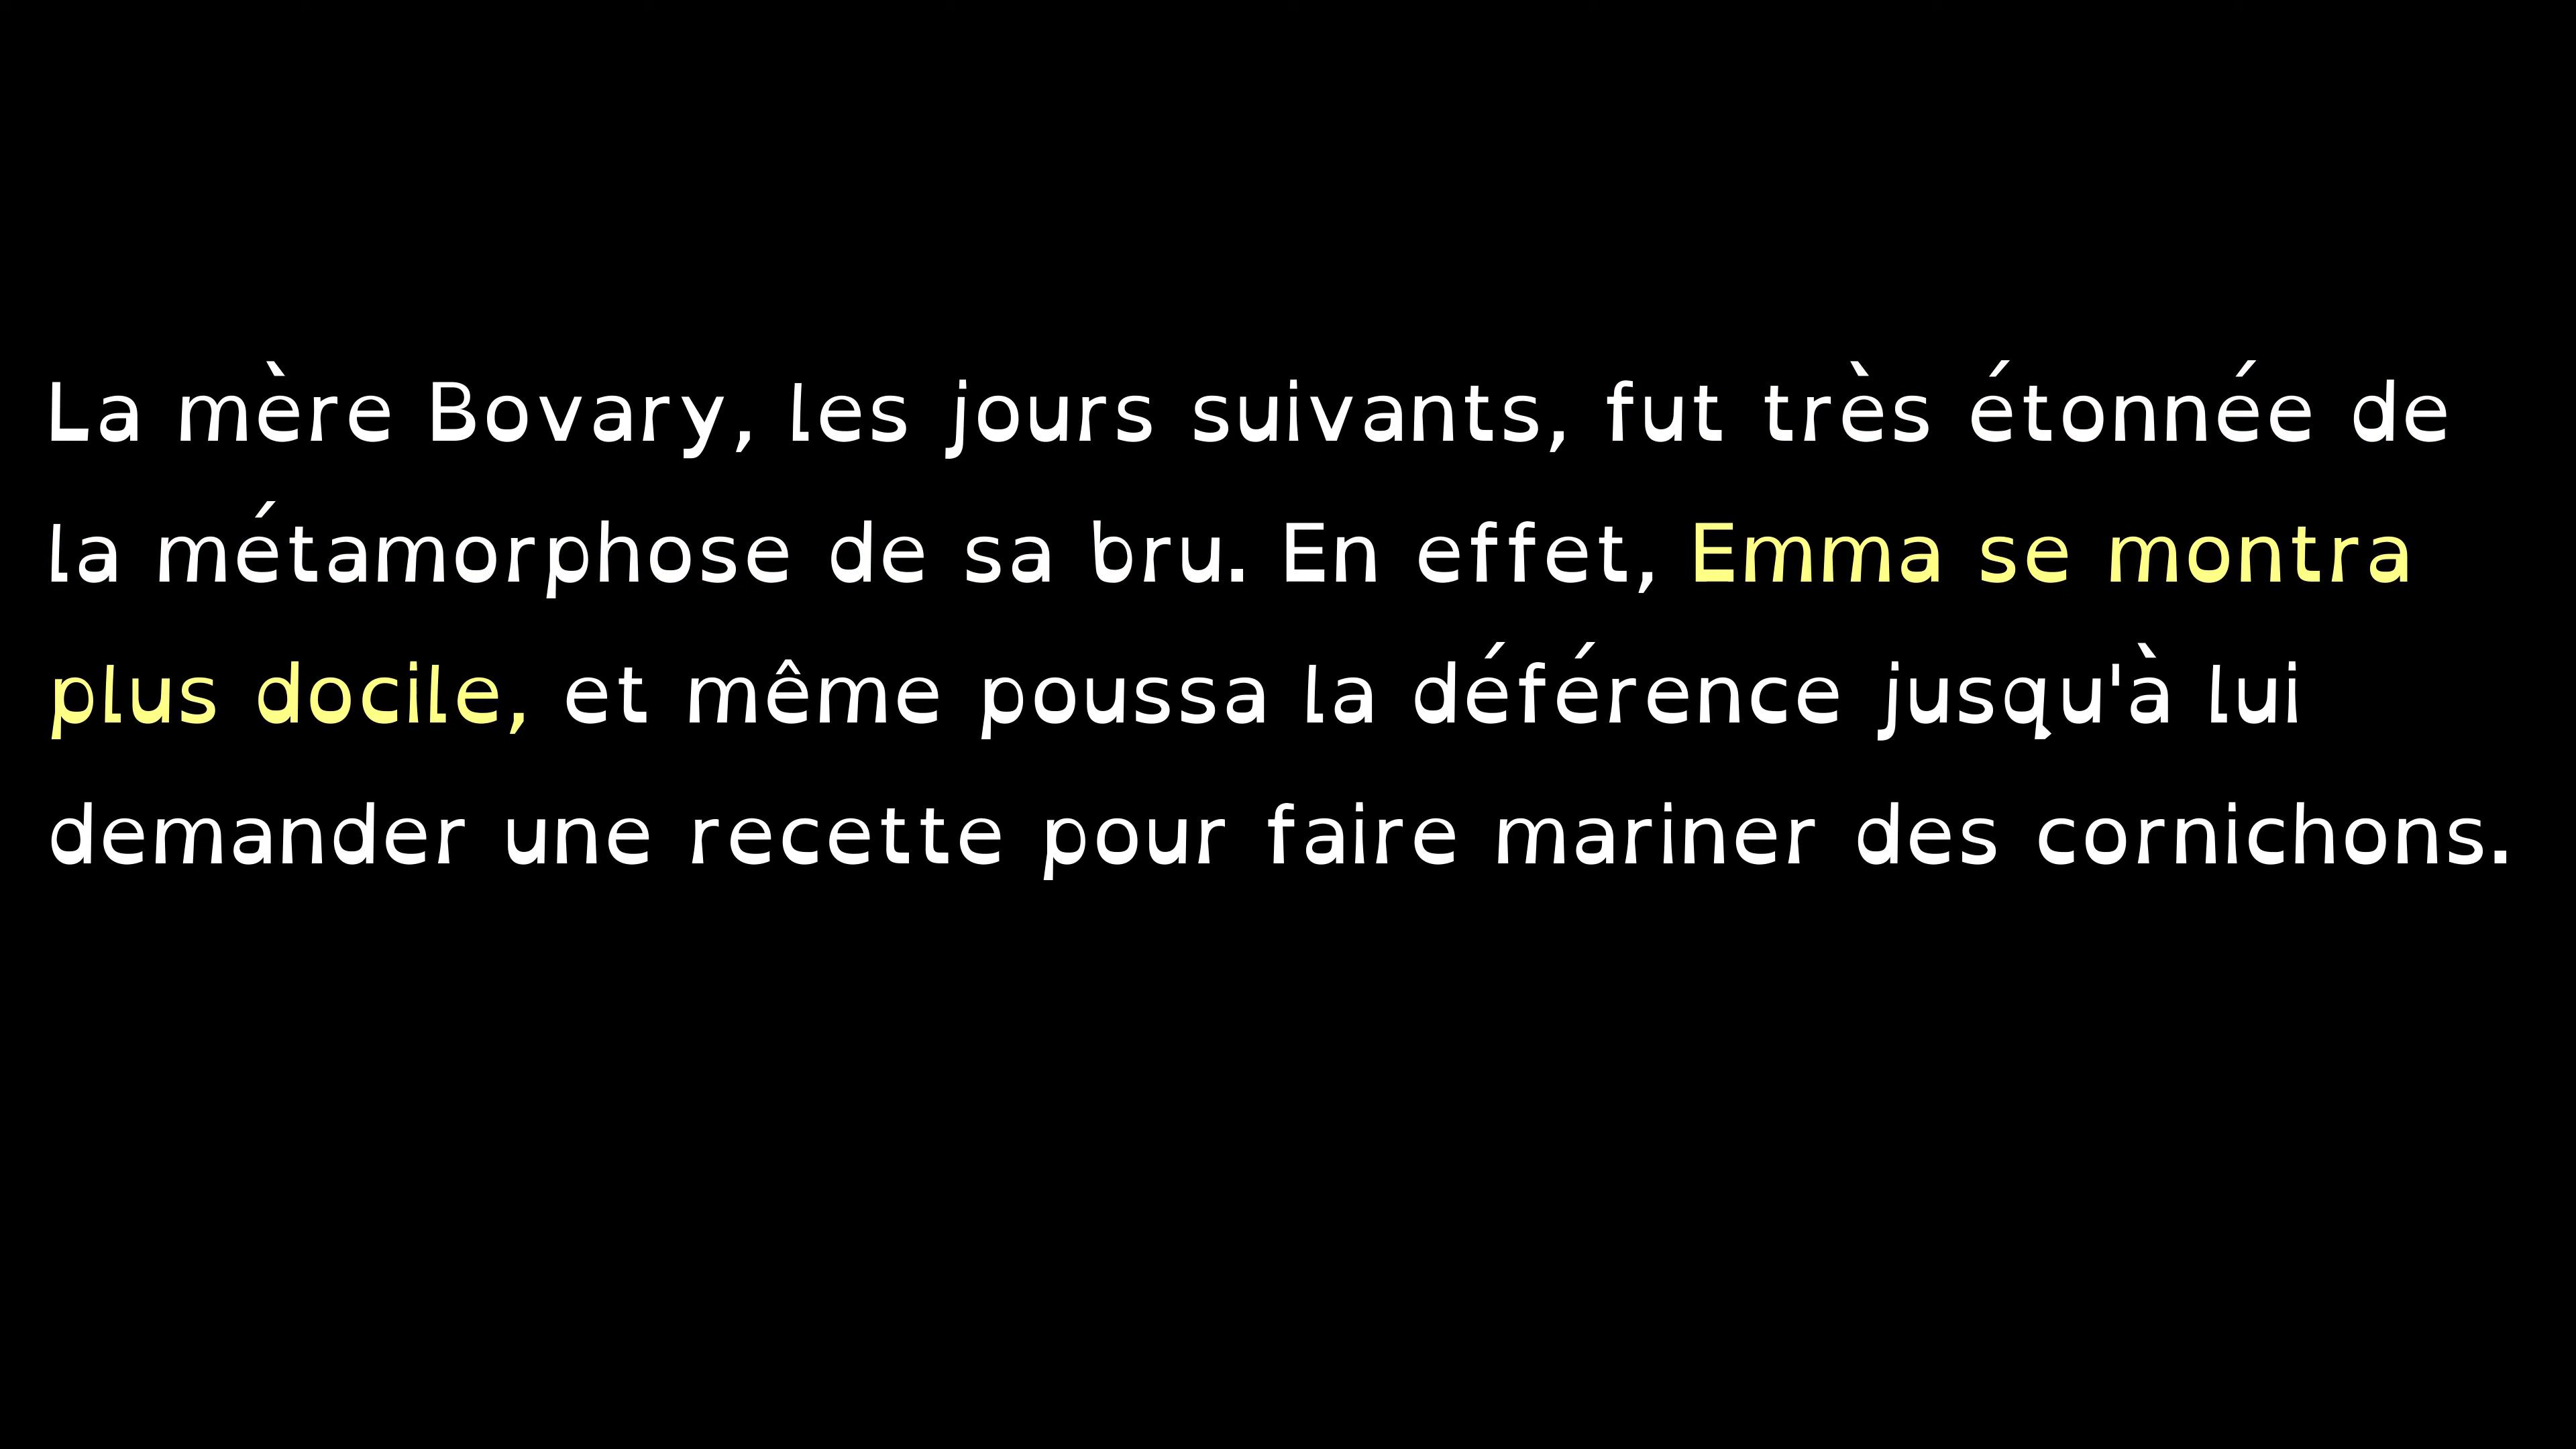 La mère Bovary, les jours suivants, fut très étonnée de
la métamorphose de sa bru. En effet, Emma se montra
plus docile, et même poussa la déférence jusqu'à lui
demander une recette pour faire mariner des cornichons.